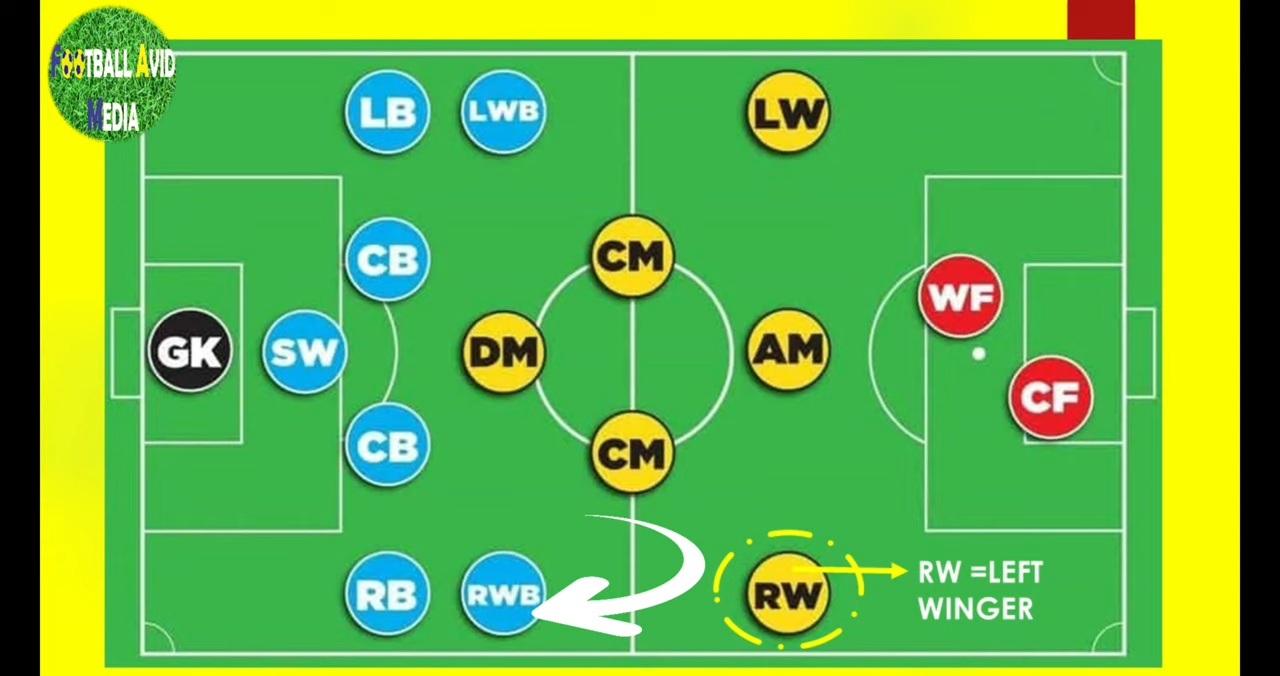 FOOTBALL AVID
MEDIA
LB
LWB
LW
CB
CM
WF
GK
SW
DM
AM
CF
CB
CM
RB
RWB
RW
RW =LEFT
WINGER